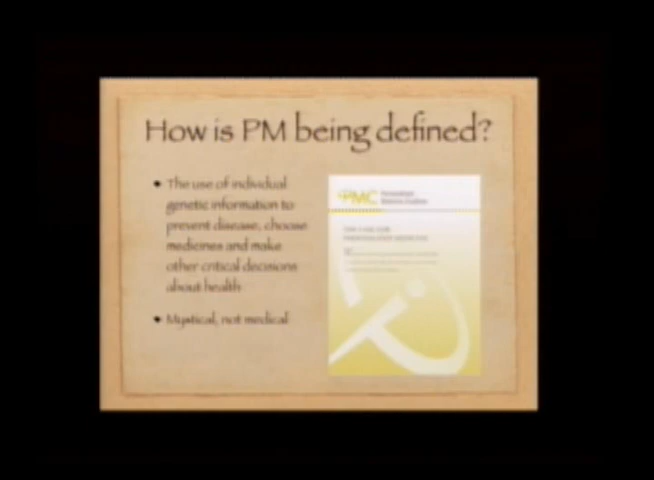 How is PM being defined?
• The use of individual
genetic information to
prevent disease, choose
medicines and make
other critical decisions
about health
• Mystical, not medical
PMC